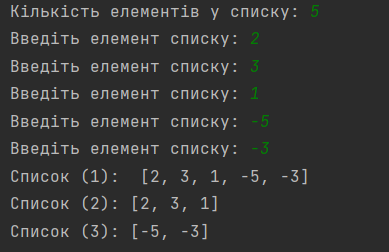 Кількість елементів у списку: 5
Введіть елемент списку: 2
Введіть елемент списку: 3
Введіть елемент списку: 1
Введіть елемент списку: -5
Введіть елемент списку: -3
Список (1):  [2, 3, 1, -5, -3]
Список (2): [2, 3, 1]
Список (3): [-5, -3]